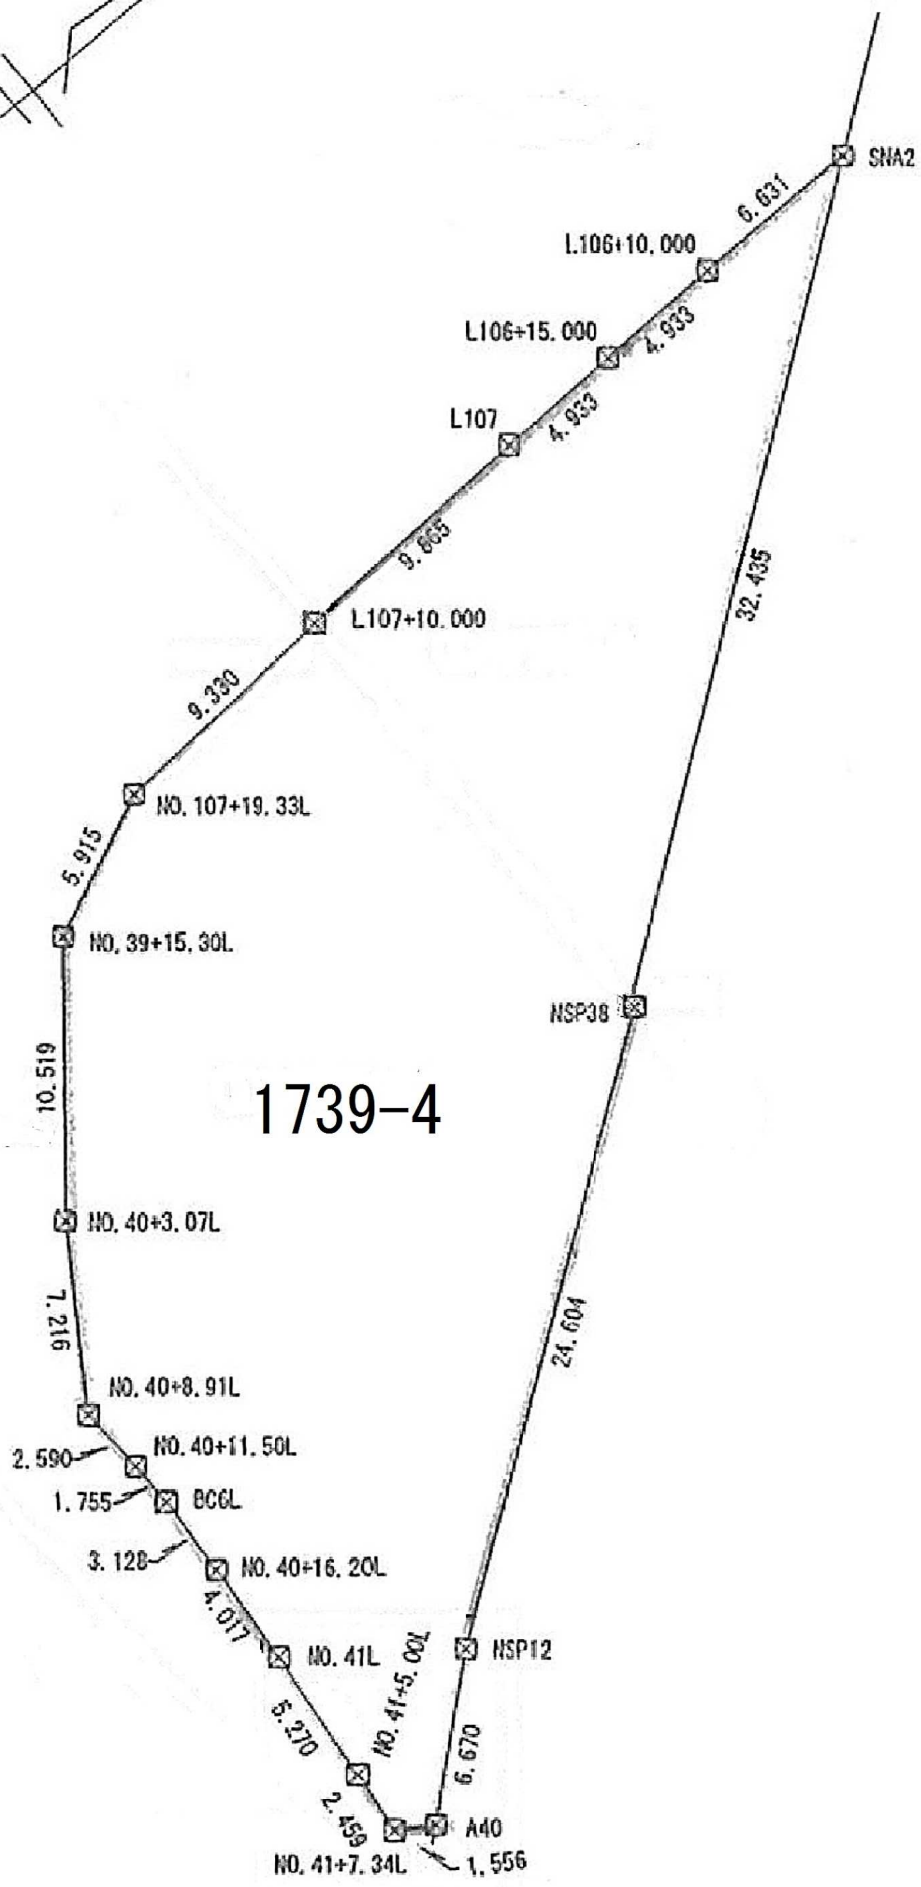 SNA2
6.631
L106+10.000
4.933
L106+15.000
4.933
L107
9.865
L107+10.000
32.435
9.330
NO.107+19.33L
5.915
NO.39+15.30L
NSP38
10.519
1739-4
NO.40+3.07L
7.216
24.604
NO.40+8.91L
NO.40+11.50L
2.590
1.755
BC6L
3.128
NO.40+16.20L
4.017
NO.41L
NO.41+5.00L
NSP12
5.270
6.670
2.459
A40
NO.41+7.34L
1.556